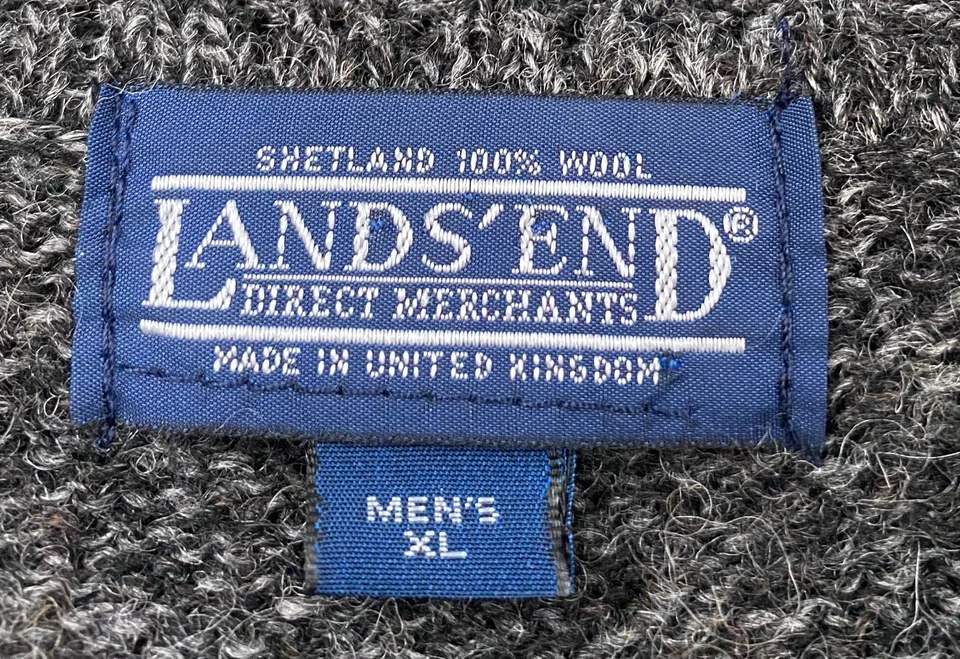 SHETLAND 100% WOOL
LANDS' END®
DIRECT MERCHANTS
MADE IN UNITED KINGDOM
MEN'S
XL